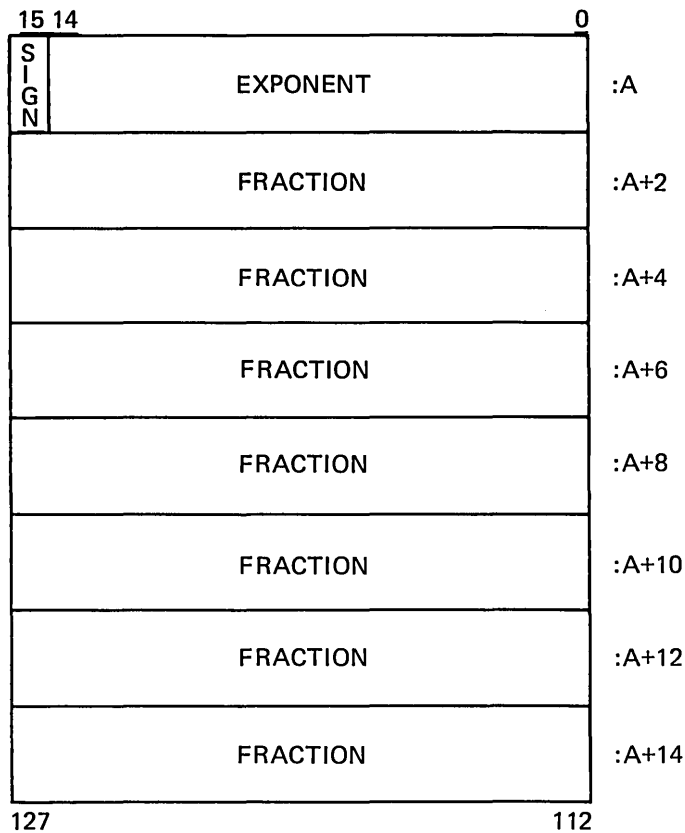 15 14 0
SIGN EXPONENT :A
FRACTION :A+2
FRACTION :A+4
FRACTION :A+6
FRACTION :A+8
FRACTION :A+10
FRACTION :A+12
FRACTION :A+14
127 112